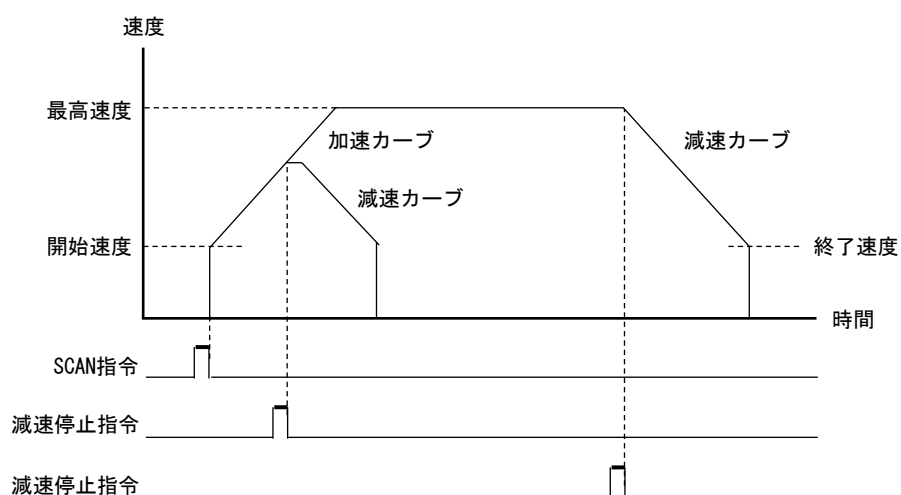 速度
最高速度
加速カーブ
減速カーブ
減速カーブ
開始速度
終了速度
時間
SCAN指令
減速停止指令
減速停止指令